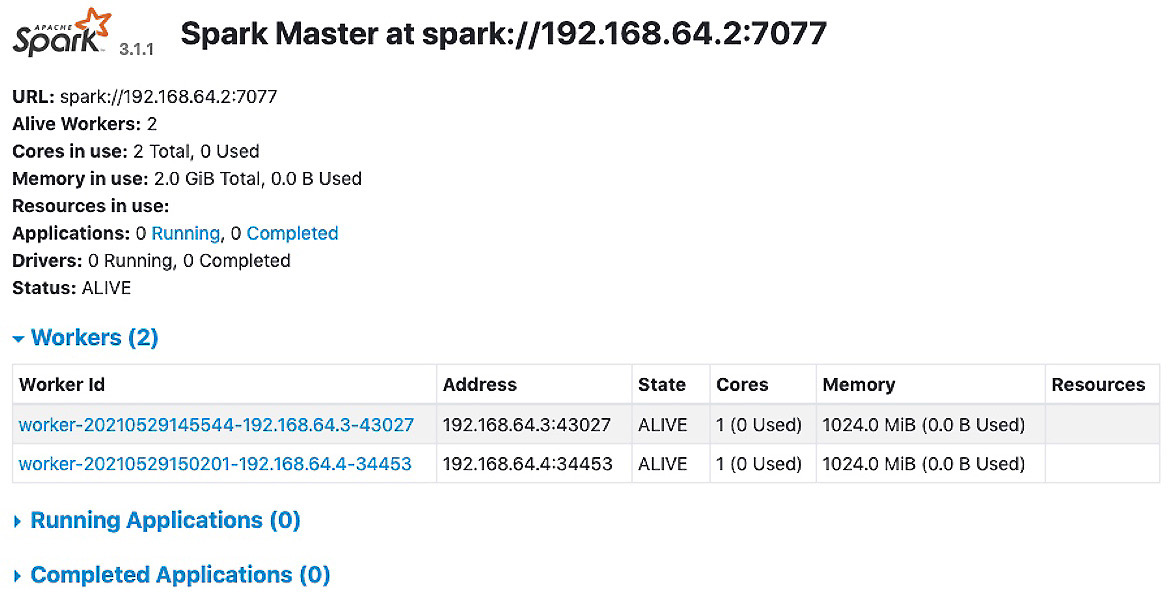 APACHE
Spark 3.1.1 Spark Master at spark://192.168.64.2:7077
URL: spark://192.168.64.2:7077
Alive Workers: 2
Cores in use: 2 Total, 0 Used
Memory in use: 2.0 GiB Total, 0.0 B Used
Resources in use:
Applications: 0 Running, 0 Completed
Drivers: 0 Running, 0 Completed
Status: ALIVE
Workers (2)
Worker Id Address State Cores Memory Resources
worker-20210529145544-192.168.64.3-43027 192.168.64.3:43027 ALIVE 1 (0 Used) 1024.0 MiB (0.0 B Used)
worker-20210529150201-192.168.64.4-34453 192.168.64.4:34453 ALIVE 1 (0 Used) 1024.0 MiB (0.0 B Used)
Running Applications (0)
Completed Applications (0)